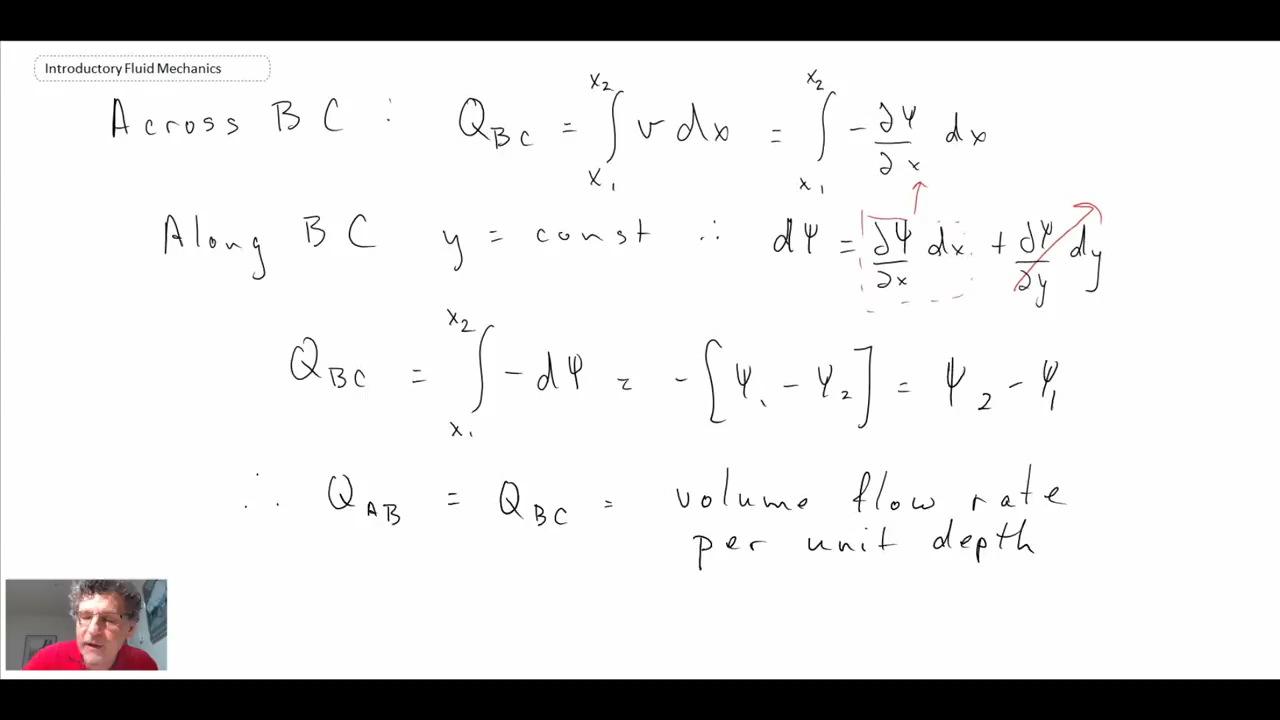 Introductory Fluid Mechanics
Across BC : Q_BC = ∫_{x₁}^{x₂} v dx = ∫_{x₁}^{x₂} − ∂ψ/∂x dx
Along BC y = const ∴ dψ = ∂ψ/∂x dx + ∂ψ/∂y dy
Q_BC = ∫_{x₁}^{x₂} − dψ = − [ψ₁ − ψ₂] = ψ₂ − ψ₁
∴ Q_AB = Q_BC = volume flow rate
per unit depth